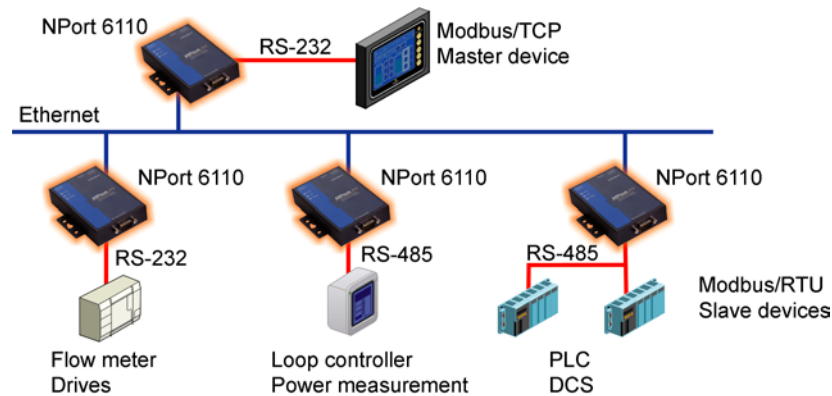 NPort 6110
RS-232
Modbus/TCP
Master device
Ethernet
NPort 6110
NPort 6110
NPort 6110
RS-232
RS-485
RS-485
Modbus/RTU
Slave devices
Flow meter
Drives
Loop controller
Power measurement
PLC
DCS